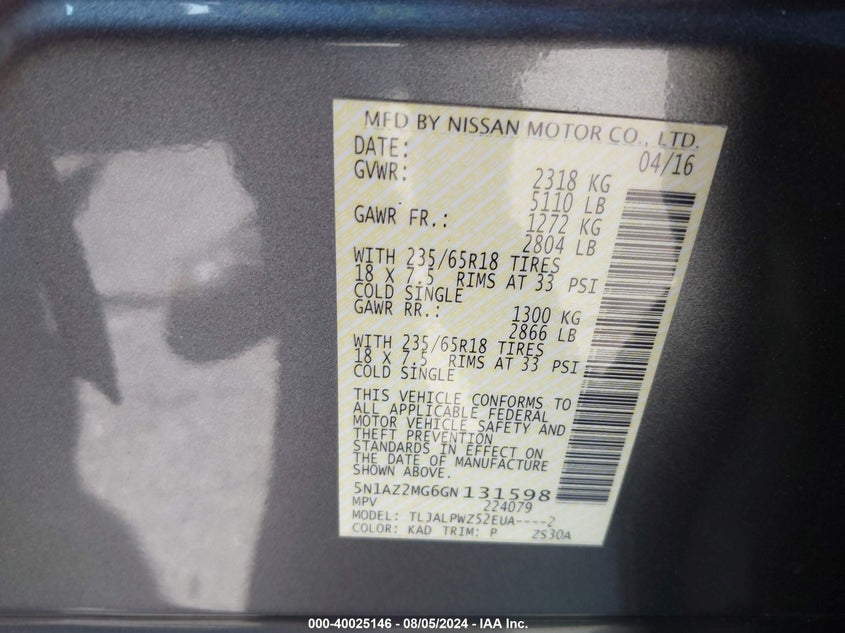 MFD BY NISSAN MOTOR CO., LTD.
DATE: 04/16
GVWR: 2318 KG
5110 LB
GAWR FR.: 1272 KG
2804 LB
WITH 235/65R18 TIRES
18 X 7.5 RIMS AT 33 PSI
COLD SINGLE
GAWR RR.: 1300 KG
2866 LB
WITH 235/65R18 TIRES
18 X 7.5 RIMS AT 33 PSI
COLD SINGLE
THIS VEHICLE CONFORMS TO
ALL APPLICABLE FEDERAL
MOTOR VEHICLE SAFETY AND
THEFT PREVENTION
STANDARDS IN EFFECT ON
THE DATE OF MANUFACTURE
SHOWN ABOVE.
5N1AZ2MG6GN131598
MPV 224079
MODEL: TLJALPWZ52EUA----2
COLOR: KAD TRIM: P ZS30A
000-40025146 - 08/05/2024 - IAA Inc.